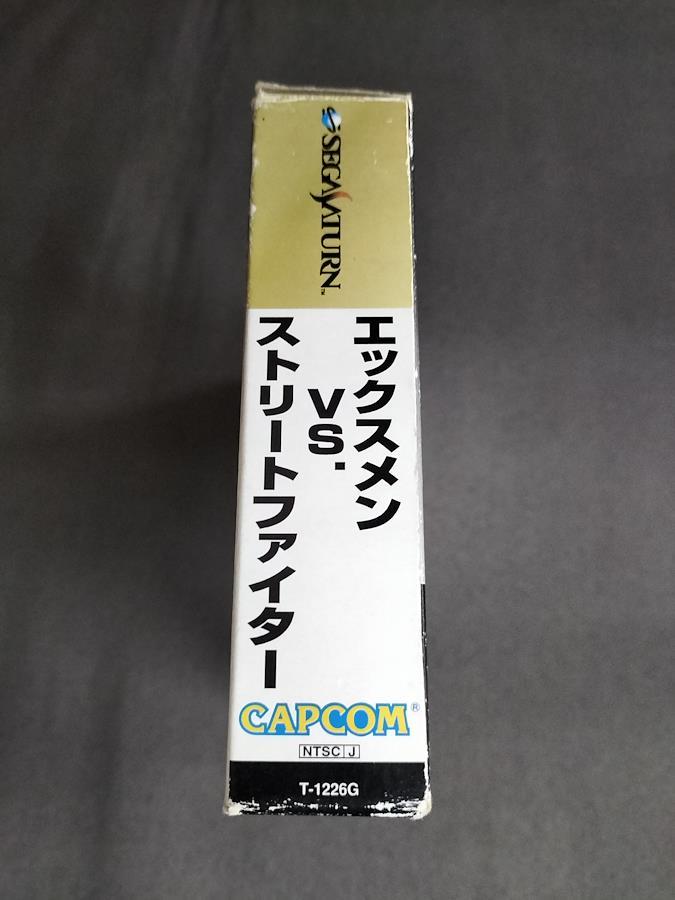 SEGA SATURN™
エックスメン
VS.
ストリートファイター
CAPCOM®
NTSC J
T-1226G